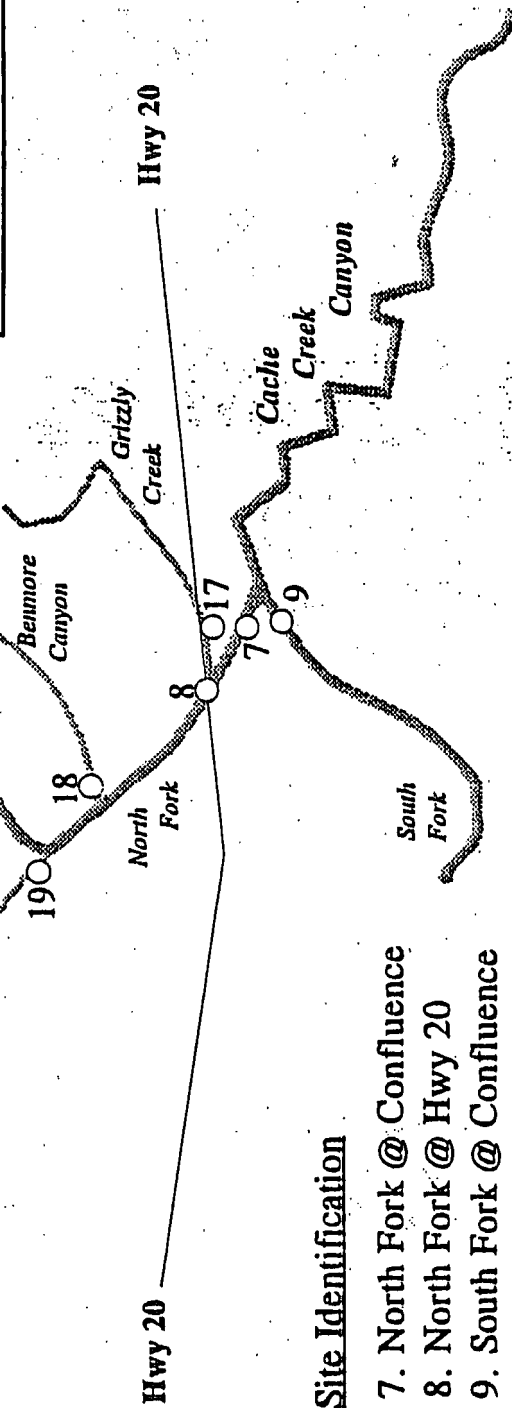 Hwy 20
Hwy 20
Benmore
Canyon
Grizzly
Creek
19
18
8
17
7
9
North
Fork
South
Fork
Cache
Creek
Canyon
Site Identification
7. North Fork @ Confluence
8. North Fork @ Hwy 20
9. South Fork @ Confluence